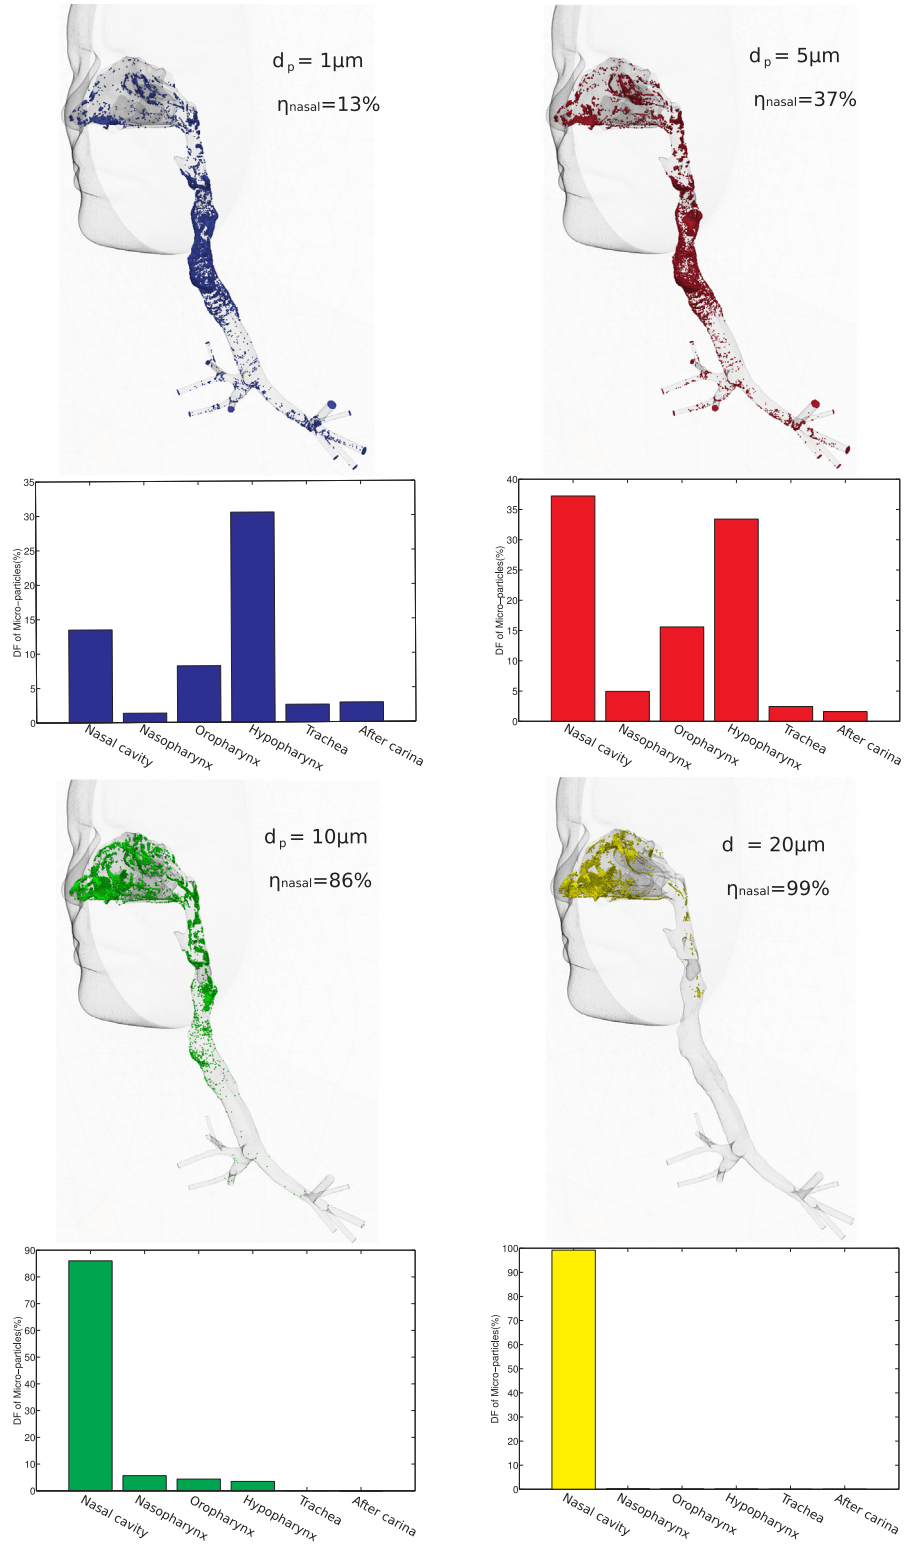 d p = 1μm
ηnasal=13%
d p = 5μm
ηnasal=37%
35
30
25
20
15
10
5
0
DF of Micro−particles(%)
Nasal cavity
Nasopharynx
Oropharynx
Hypopharynx
Trachea
After carina
40
35
30
25
20
15
10
5
0
DF of Micro−particles(%)
Nasal cavity
Nasopharynx
Oropharynx
Hypopharynx
Trachea
After carina
d p = 10μm
ηnasal=86%
d = 20μm
ηnasal=99%
90
80
70
60
50
40
30
20
10
0
DF of Micro−particles(%)
Nasal cavity
Nasopharynx
Oropharynx
Hypopharynx
Trachea
After carina
100
90
80
70
60
50
40
30
20
10
0
DF of Micro−particles(%)
Nasal cavity
Nasopharynx
Oropharynx
Hypopharynx
Trachea
After carina